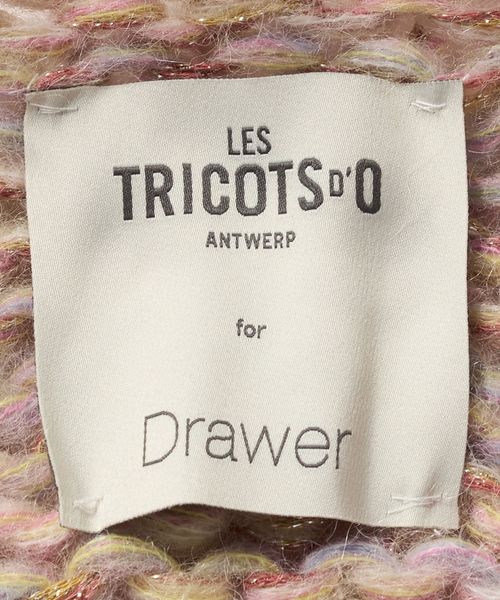 LES
TRICOTS D'O
ANTWERP
for
Drawer